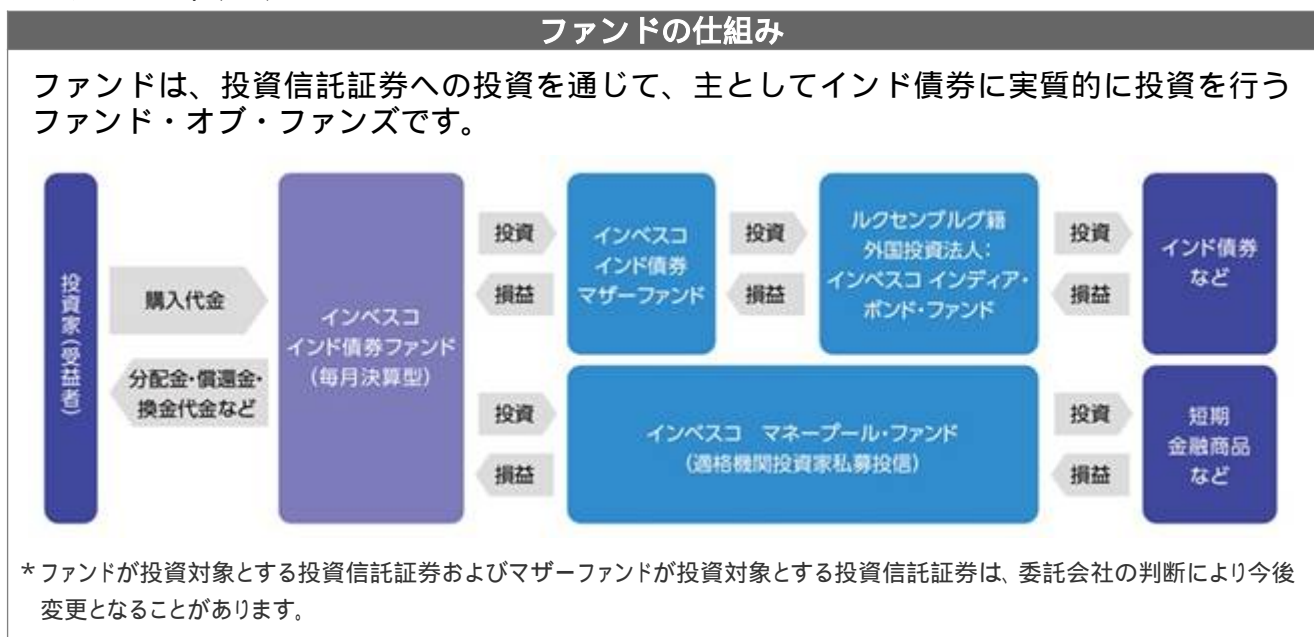 ファンドの仕組み
ファンドは、投資信託証券への投資を通じて、主としてインド債券に実質的に投資を行う
ファンド・オブ・ファンズです。
投資家(受益者)
購入代金
分配金・償還金・
換金代金など
インベスコ
インド債券ファンド
(毎月決算型)
投資
損益
インベスコ
インド債券
マザーファンド
投資
損益
ルクセンブルグ籍
外国投資法人:
インベスコ インディア・
ボンド・ファンド
投資
損益
インド債券
など
投資
損益
インベスコ マネープール・ファンド
(適格機関投資家私募投信)
投資
損益
短期
金融商品
など
*ファンドが投資対象とする投資信託証券およびマザーファンドが投資対象とする投資信託証券は、委託会社の判断により今後
変更となることがあります。